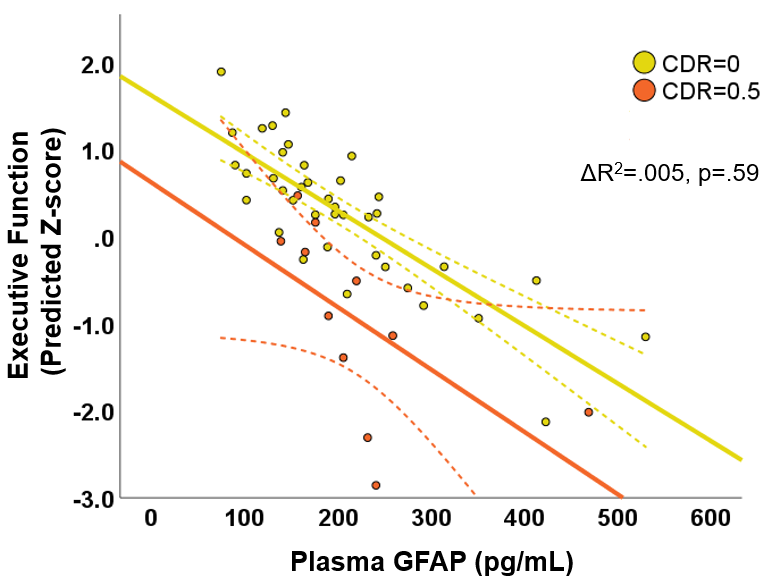 2.0
1.0
.0
-1.0
-2.0
-3.0
0 100 200 300 400 500 600
Executive Function
(Predicted Z-score)
Plasma GFAP (pg/mL)
CDR=0
CDR=0.5
ΔR²=.005, p=.59